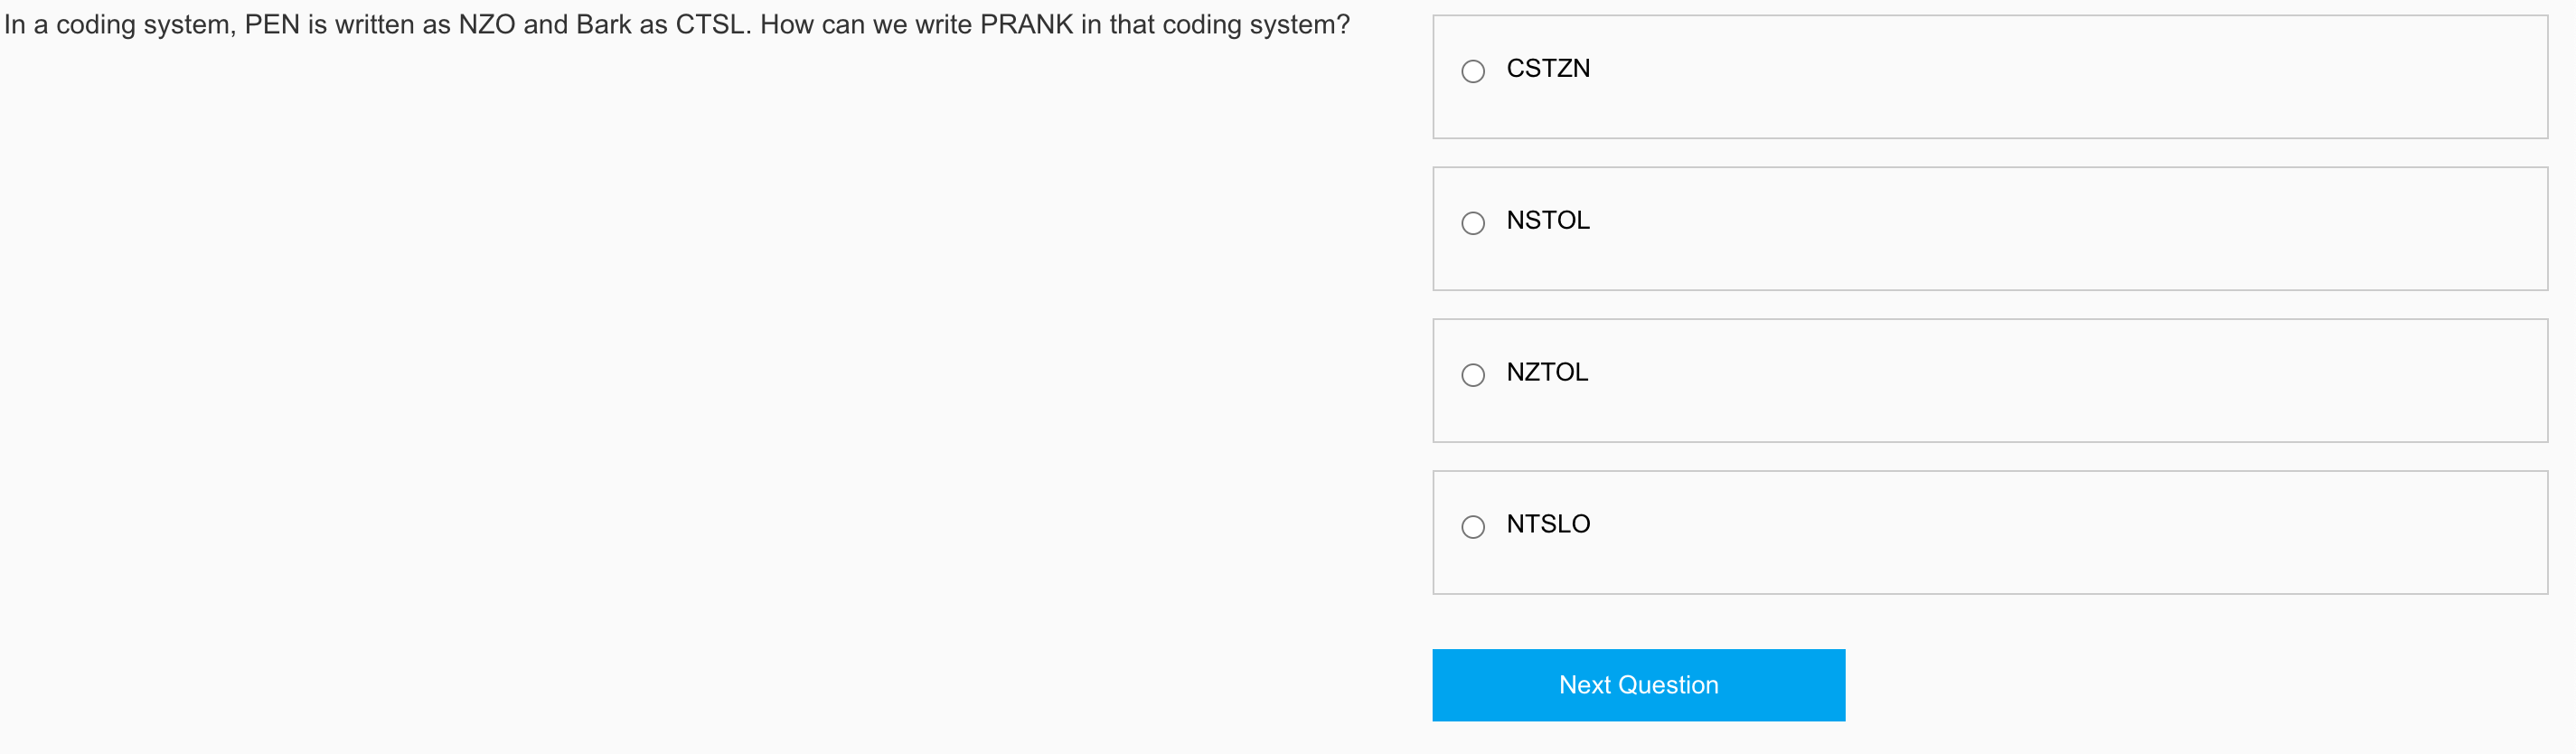 In a coding system, PEN is written as NZO and Bark as CTSL. How can we write PRANK in that coding system?
CSTZN
NSTOL
NZTOL
NTSLO
Next Question